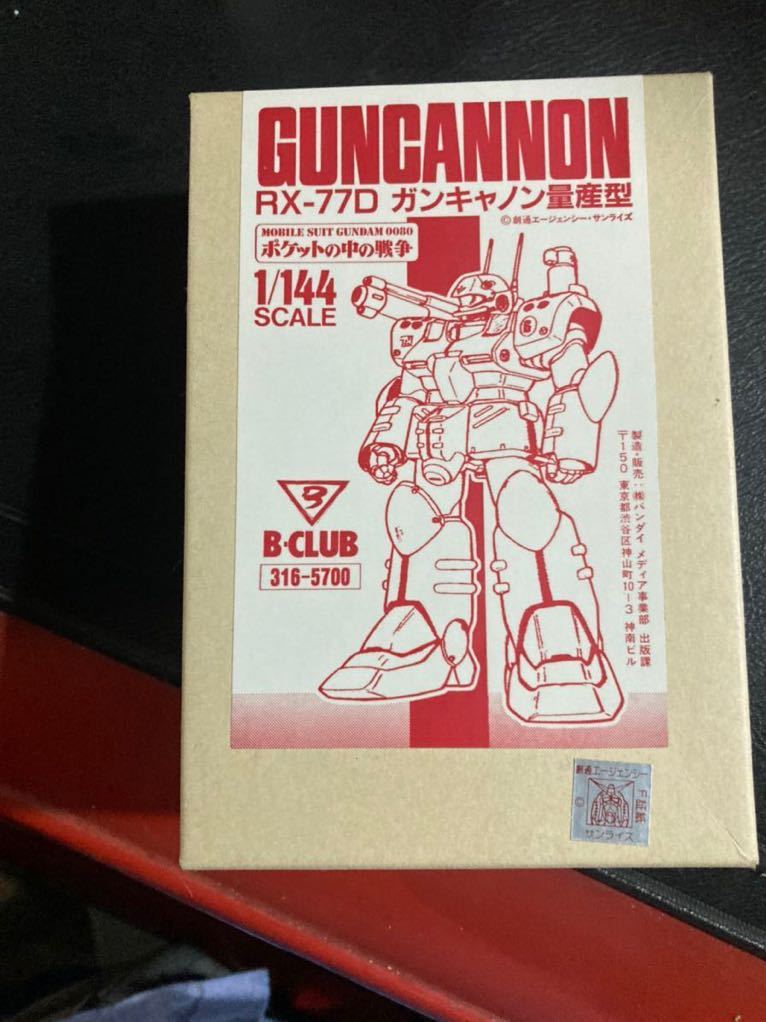 GUNCANNON
RX-77D ガンキャノン量産型
©創通エージェンシー・サンライズ
MOBILE SUIT GUNDAM 0080
ポケットの中の戦争
1/144
SCALE
B-CLUB
316-5700
製造・販売:㈱バンダイ メディア事業部 出版課
〒150 東京都渋谷区神山町10-3 神南ビル
創通エージェンシー
©
サンライズ